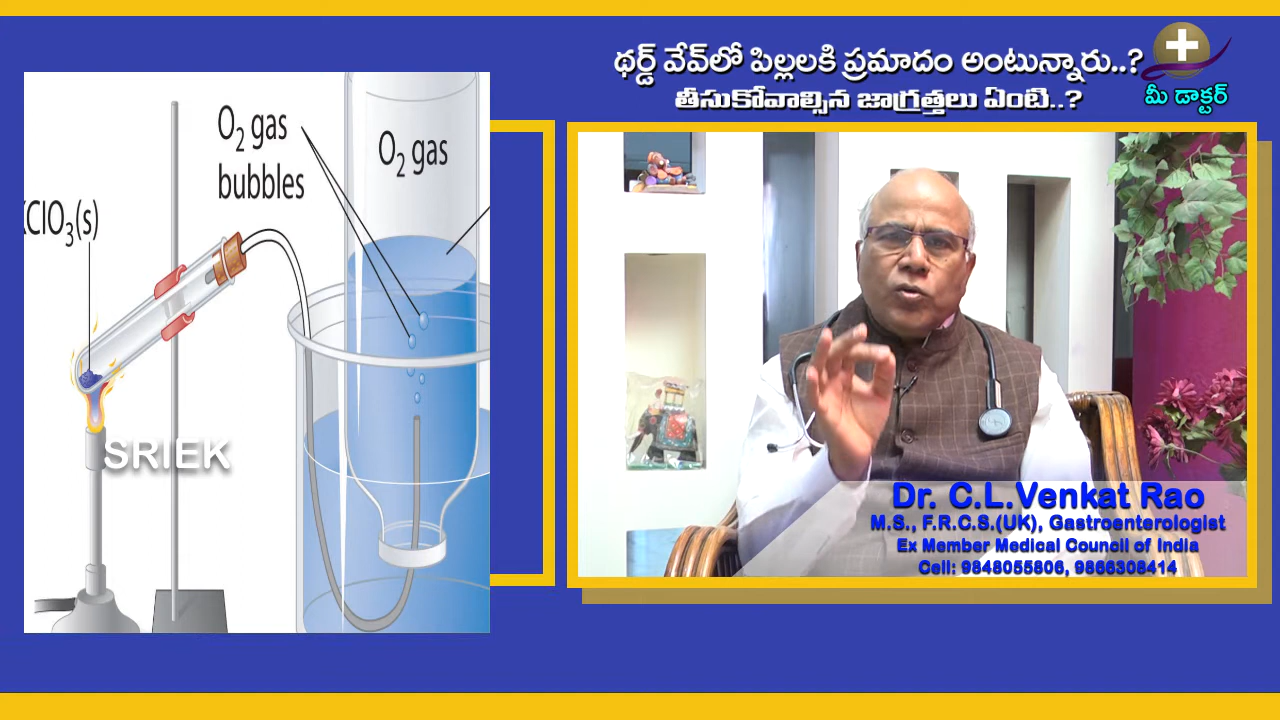 థర్డ్ వేవ్‌లో పిల్లలకి ప్రమాదం అంటున్నారు..?
తీసుకోవాల్సిన జాగ్రత్తలు ఏంటి..?
మీ డాక్టర్
O2 gas
bubbles
O2 gas
KClO3(s)
SRIEK
Dr. C.L.Venkat Rao
M.S., F.R.C.S.(UK), Gastroenterologist
Ex Member Medical Council of India
Cell: 9848055806, 9866308414